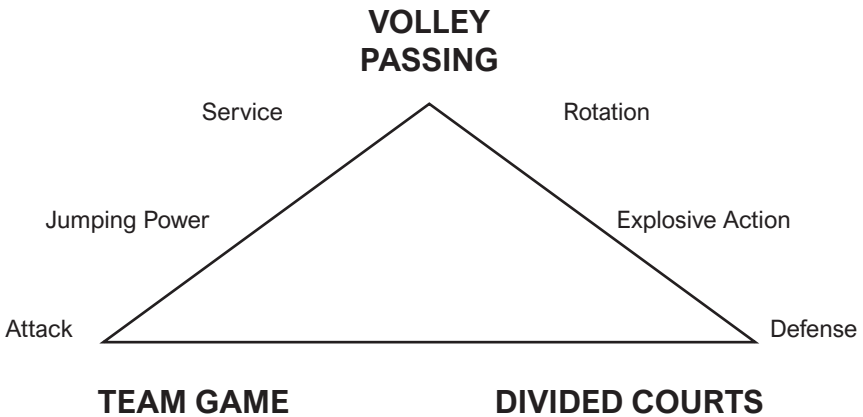 VOLLEY
PASSING
Service
Rotation
Jumping Power
Explosive Action
Attack
Defense
TEAM GAME
DIVIDED COURTS